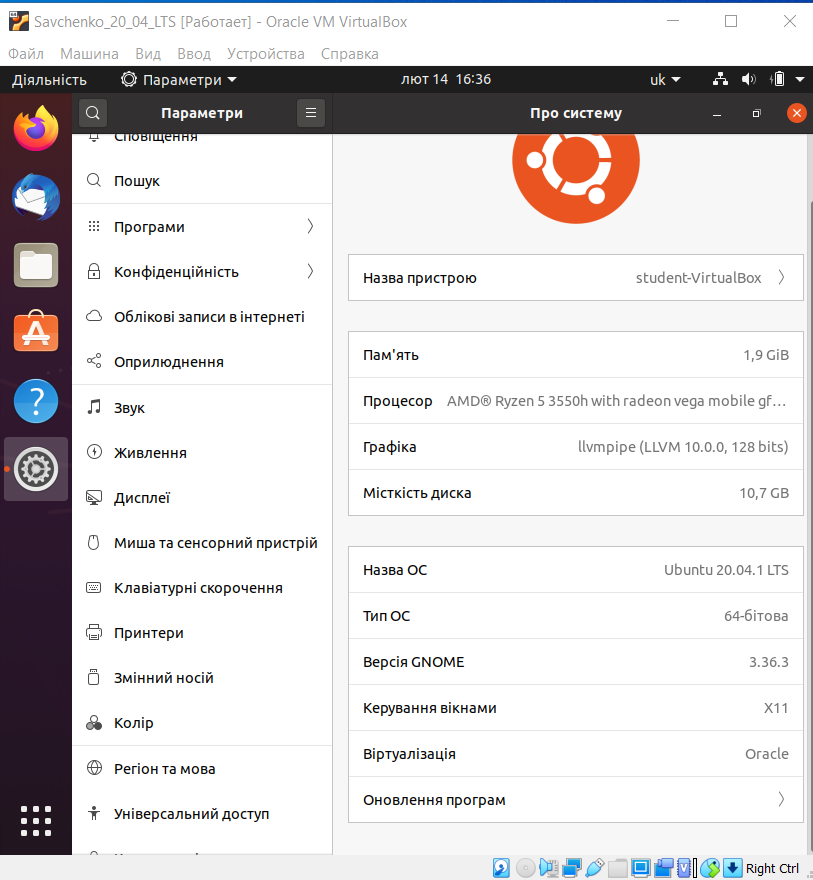 Savchenko_20_04_LTS [Работает] - Oracle VM VirtualBox
Файл Машина Вид Ввод Устройства Справка
Діяльність Параметри лют 14 16:36 uk
Параметри
Про систему
Сповіщення
Пошук
Програми
Конфіденційність
Облікові записи в інтернеті
Оприлюднення
Звук
Живлення
Дисплеї
Миша та сенсорний пристрій
Клавіатурні скорочення
Принтери
Змінний носій
Колір
Регіон та мова
Універсальний доступ
Назва пристрою student-VirtualBox
Пам'ять 1,9 GiB
Процесор AMD® Ryzen 5 3550h with radeon vega mobile gf…
Графіка llvmpipe (LLVM 10.0.0, 128 bits)
Місткість диска 10,7 GB
Назва ОС Ubuntu 20.04.1 LTS
Тип ОС 64-бітова
Версія GNOME 3.36.3
Керування вікнами X11
Віртуалізація Oracle
Оновлення програм
Right Ctrl